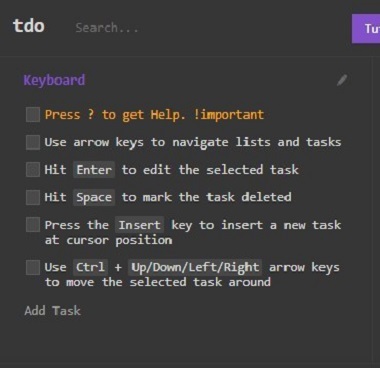 tdo
Search...
Tu
Keyboard
Press ? to get Help. !important
Use arrow keys to navigate lists and tasks
Hit Enter to edit the selected task
Hit Space to mark the task deleted
Press the Insert key to insert a new task
at cursor position
Use Ctrl + Up/Down/Left/Right arrow keys
to move the selected task around
Add Task